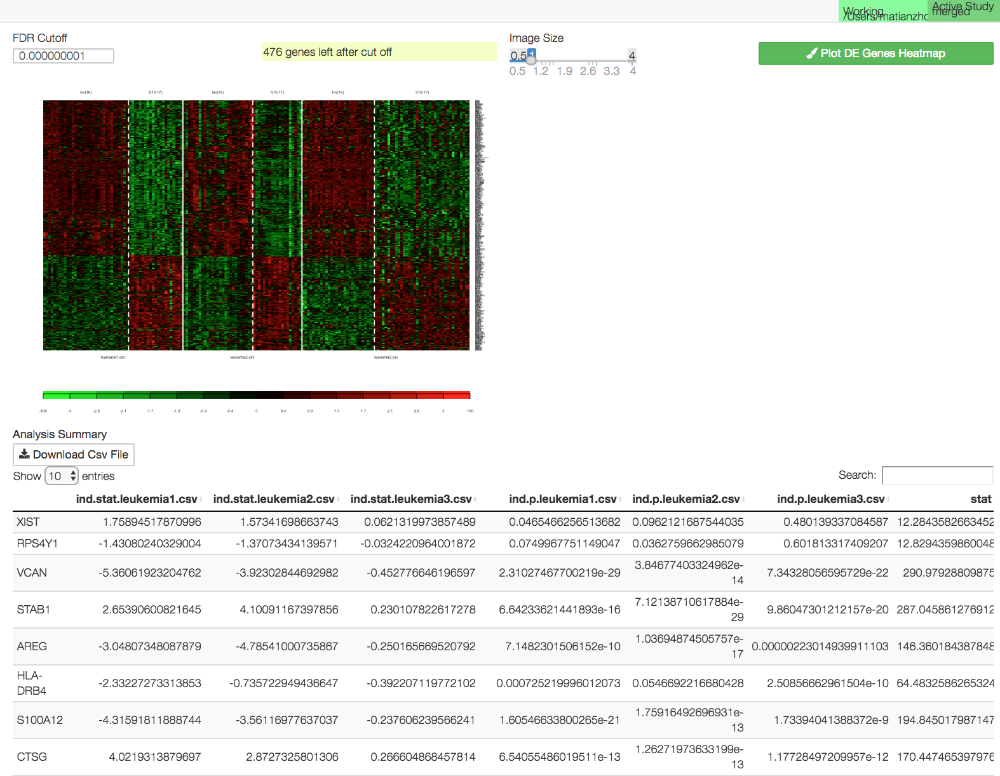 Working
/Users/matianzho
Active Study
merged
FDR Cutoff
0.000000001
476 genes left after cut off
Image Size
0.5 1 4
0.5 1.2 1.9 2.6 3.3 4
Plot DE Genes Heatmap
inv(16) t(15;17) inv(16) t(15;17) inv(16) t(15;17)
leukemia1.csv leukemia2.csv leukemia3.csv
-100 -3 -2.6 -2.1 -1.7 -1.3 -0.9 -0.4 0 0.4 0.9 1.3 1.7 2.1 2.6 3 100
Analysis Summary
Download Csv File
Show 10 entries
Search:
ind.stat.leukemia1.csv ind.stat.leukemia2.csv ind.stat.leukemia3.csv ind.p.leukemia1.csv ind.p.leukemia2.csv ind.p.leukemia3.csv stat
XIST 1.75894517870996 1.57341698663743 0.0621319973857489 0.0465466256513682 0.0962121687544035 0.480139337084587 12.2843582663452
RPS4Y1 -1.43080240329004 -1.37073434139571 -0.0324220964001872 0.0749967751149047 0.0362759662985079 0.601813317409207 12.8294359860048
VCAN -5.36061923204762 -3.92302844692982 -0.452776646196597 2.31027467700219e-29 3.84677403324962e-14 7.34328056595729e-22 290.97928809875
STAB1 2.65390600821645 4.10091167397856 0.230107822617278 6.64233621441893e-16 7.12138710617884e-29 9.86047301212157e-20 287.045861276912
AREG -3.04807348087879 -4.78541000735867 -0.250165669520792 7.1482301506152e-10 1.03694874505757e-17 0.00000223014939911103 146.360184387848
HLA-DRB4 -2.33227273313853 -0.735722949436647 -0.392207119772102 0.000725219996012073 0.0546692216680428 2.50856662961504e-10 64.4832586265324
S100A12 -4.31591811888744 -3.56116977637037 -0.237606239566241 1.60546633800265e-21 1.75916492696931e-13 1.73394041388372e-9 194.845017987147
CTSG 4.0219313879697 2.8727325801306 0.266604868457814 6.54055486019511e-13 1.26271973633199e-13 1.17728497209957e-12 170.447465397976